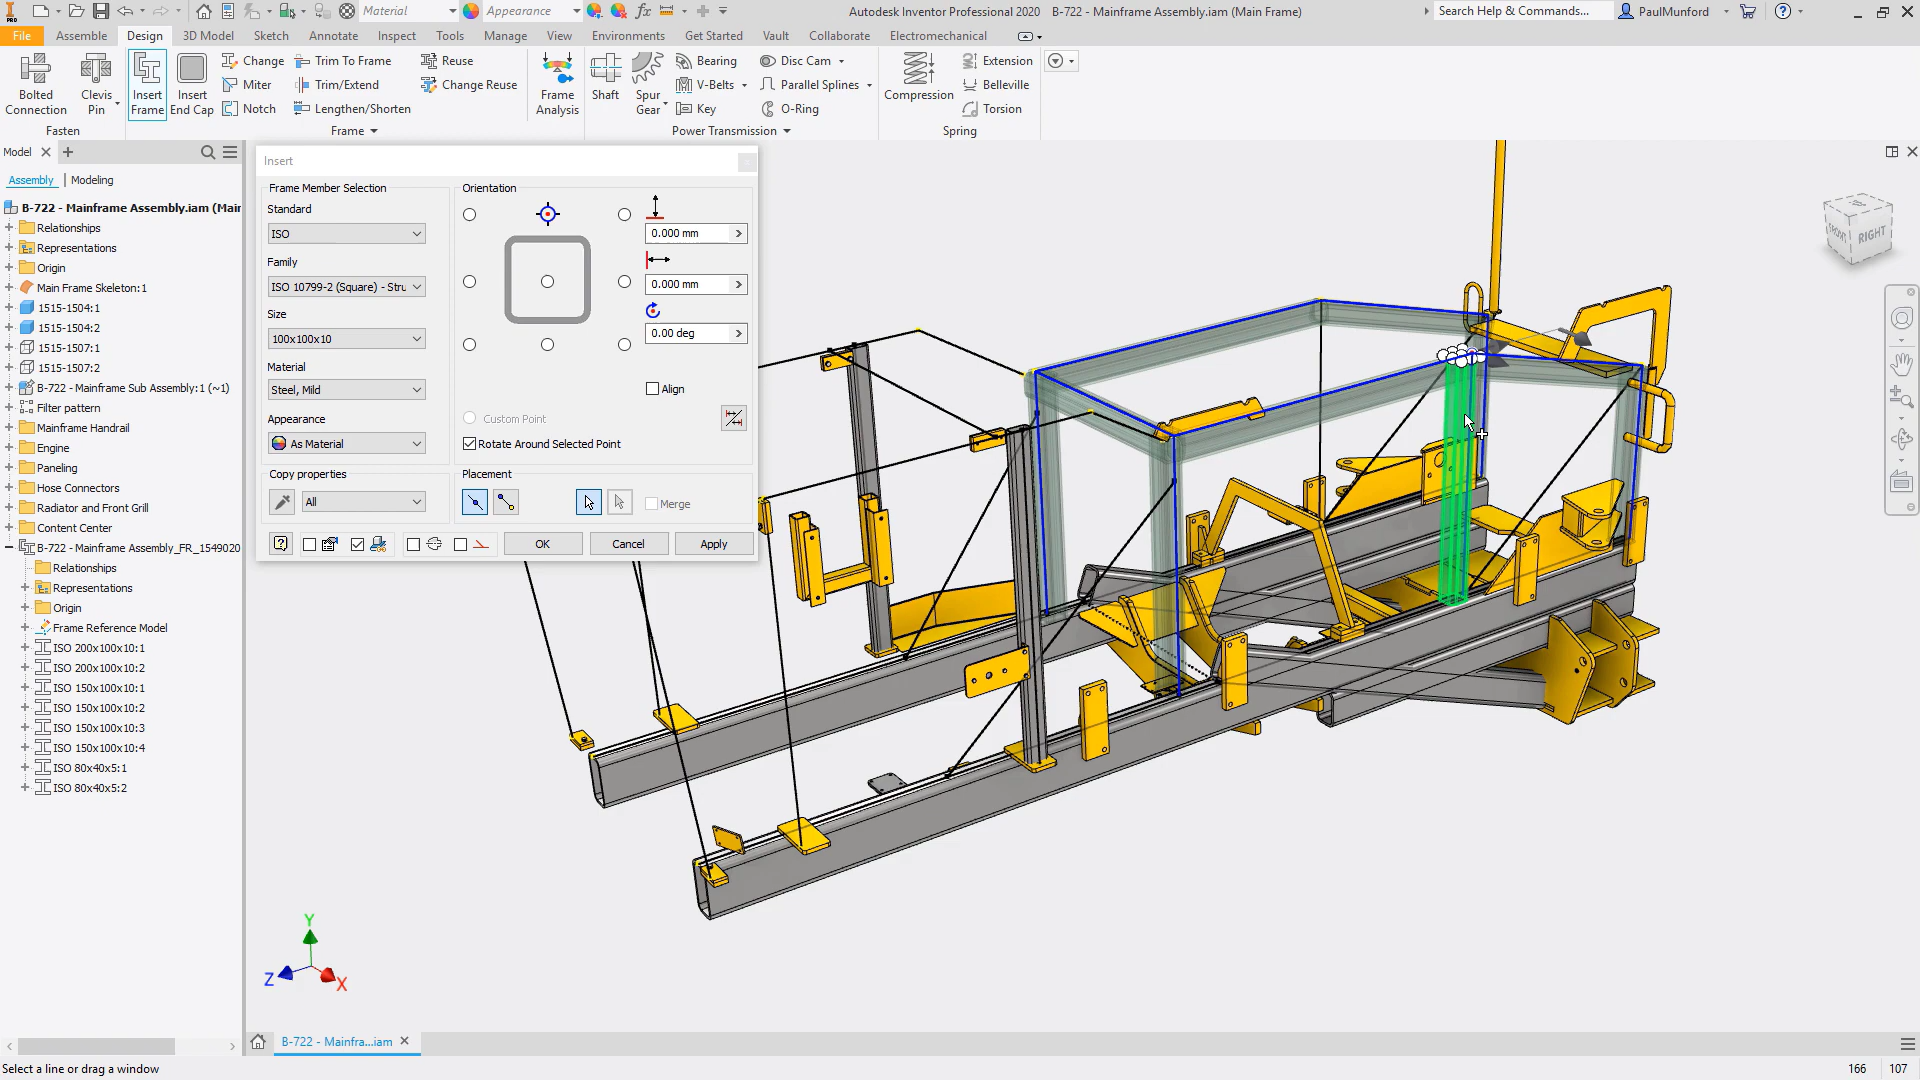 PRO
Material
Appearance
Autodesk Inventor Professional 2020 B-722 - Mainframe Assembly.iam (Main Frame)
Search Help & Commands...
PaulMunford
File
Assemble
Design
3D Model
Sketch
Annotate
Inspect
Tools
Manage
View
Environments
Get Started
Vault
Collaborate
Electromechanical
Bolted Connection
Clevis Pin
Insert Frame
Insert End Cap
Change
Miter
Notch
Trim To Frame
Trim/Extend
Lengthen/Shorten
Reuse
Change Reuse
Frame Analysis
Shaft
Spur Gear
Bearing
V-Belts
Key
Disc Cam
Parallel Splines
O-Ring
Compression
Extension
Belleville
Torsion
Fasten
Frame
Power Transmission
Spring
Model
Assembly
Modeling
B-722 - Mainframe Assembly.iam (Mair
Relationships
Representations
Origin
Main Frame Skeleton:1
1515-1504:1
1515-1504:2
1515-1507:1
1515-1507:2
B-722 - Mainframe Sub Assembly:1 (~1)
Filter pattern
Mainframe Handrail
Engine
Paneling
Hose Connectors
Radiator and Front Grill
Content Center
B-722 - Mainframe Assembly_FR_1549020
Relationships
Representations
Origin
Frame Reference Model
ISO 200x100x10:1
ISO 200x100x10:2
ISO 150x100x10:1
ISO 150x100x10:2
ISO 150x100x10:3
ISO 150x100x10:4
ISO 80x40x5:1
ISO 80x40x5:2
Insert
Frame Member Selection
Standard
ISO
Family
ISO 10799-2 (Square) - Stru
Size
100x100x10
Material
Steel, Mild
Appearance
As Material
Copy properties
All
Orientation
0.000 mm
0.000 mm
0.00 deg
Align
Custom Point
Rotate Around Selected Point
Placement
Merge
OK
Cancel
Apply
FRONT
RIGHT
Y
Z
X
B-722 - Mainfra...iam
Select a line or drag a window
166
107